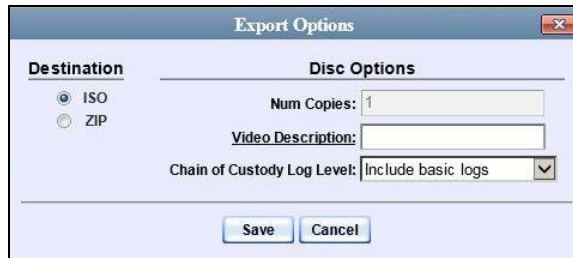 Export Options
Destination
ISO
ZIP
Disc Options
Num Copies: 1
Video Description:
Chain of Custody Log Level: Include basic logs
Save Cancel